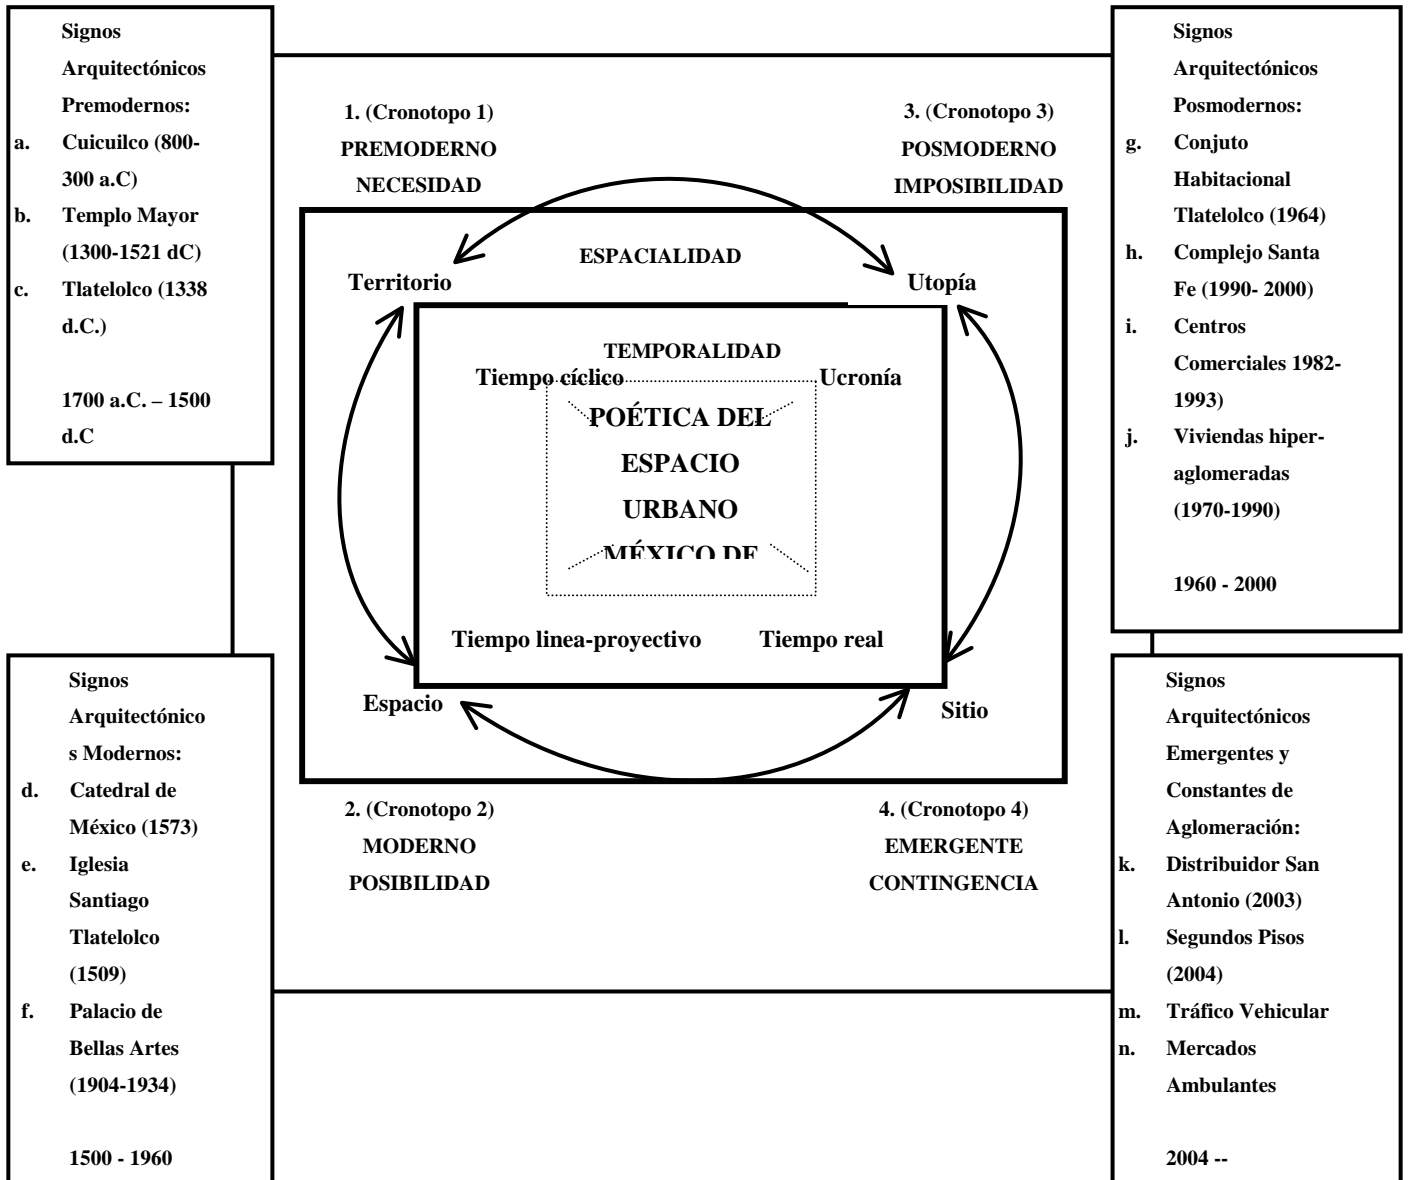 Signos
Arquitectónicos
Premodernos:
a. Cuicuilco (800-
300 a.C)
b. Templo Mayor
(1300-1521 dC)
c. Tlatelolco (1338
d.C.)
1700 a.C. – 1500
d.C
1. (Cronotopo 1)
PREMODERNO
NECESIDAD
3. (Cronotopo 3)
POSMODERNO
IMPOSIBILIDAD
Signos
Arquitectónicos
Posmodernos:
g. Conjuto
Habitacional
Tlatelolco (1964)
h. Complejo Santa
Fe (1990- 2000)
i. Centros
Comerciales 1982-
1993)
j. Viviendas hiper-
aglomeradas
(1970-1990)
1960 - 2000
ESPACIALIDAD
Territorio
Utopía
TEMPORALIDAD
Tiempo cíclico
Ucronía
POÉTICA DEL
ESPACIO
URBANO
MÉXICO DE
Tiempo linea-proyectivo
Tiempo real
Espacio
Sitio
Signos
Arquitectónico
s Modernos:
d. Catedral de
México (1573)
e. Iglesia
Santiago
Tlatelolco
(1509)
f. Palacio de
Bellas Artes
(1904-1934)
1500 - 1960
2. (Cronotopo 2)
MODERNO
POSIBILIDAD
4. (Cronotopo 4)
EMERGENTE
CONTINGENCIA
Signos
Arquitectónicos
Emergentes y
Constantes de
Aglomeración:
k. Distribuidor San
Antonio (2003)
l. Segundos Pisos
(2004)
m. Tráfico Vehicular
n. Mercados
Ambulantes
2004 --